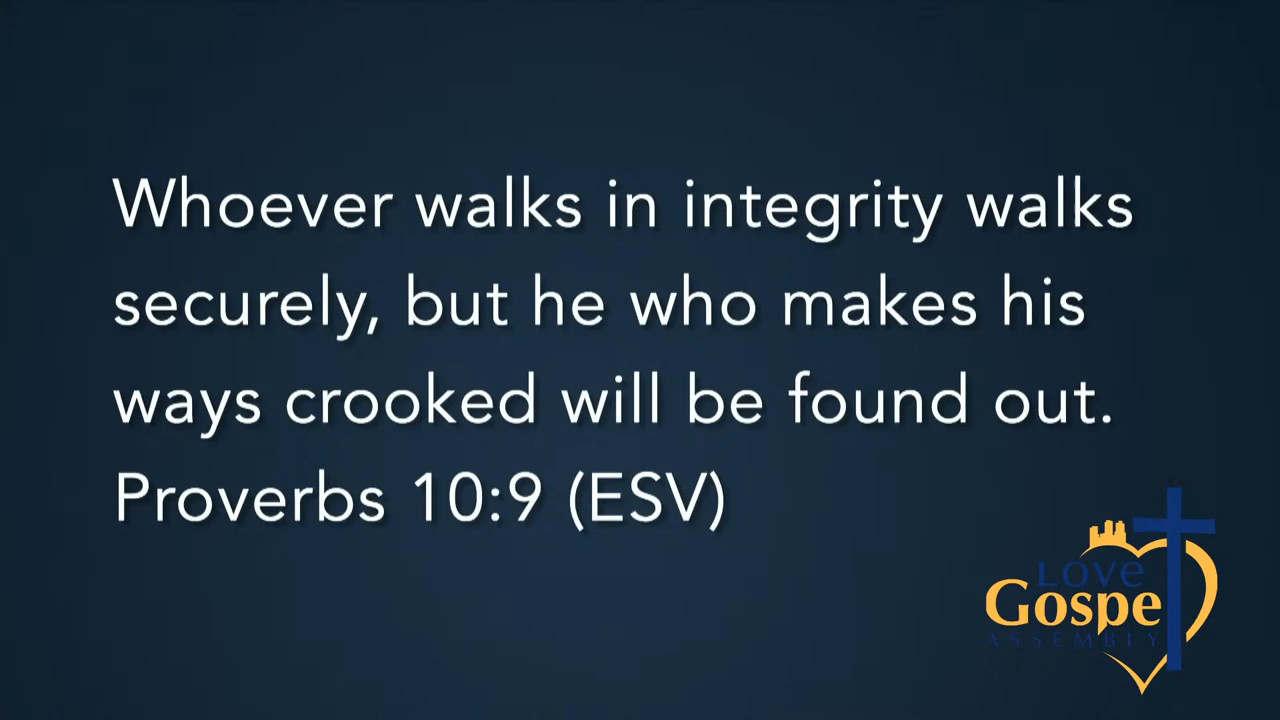 Whoever walks in integrity walks
securely, but he who makes his
ways crooked will be found out.
Proverbs 10:9 (ESV)
LOVE
Gospe
ASSEMBLY